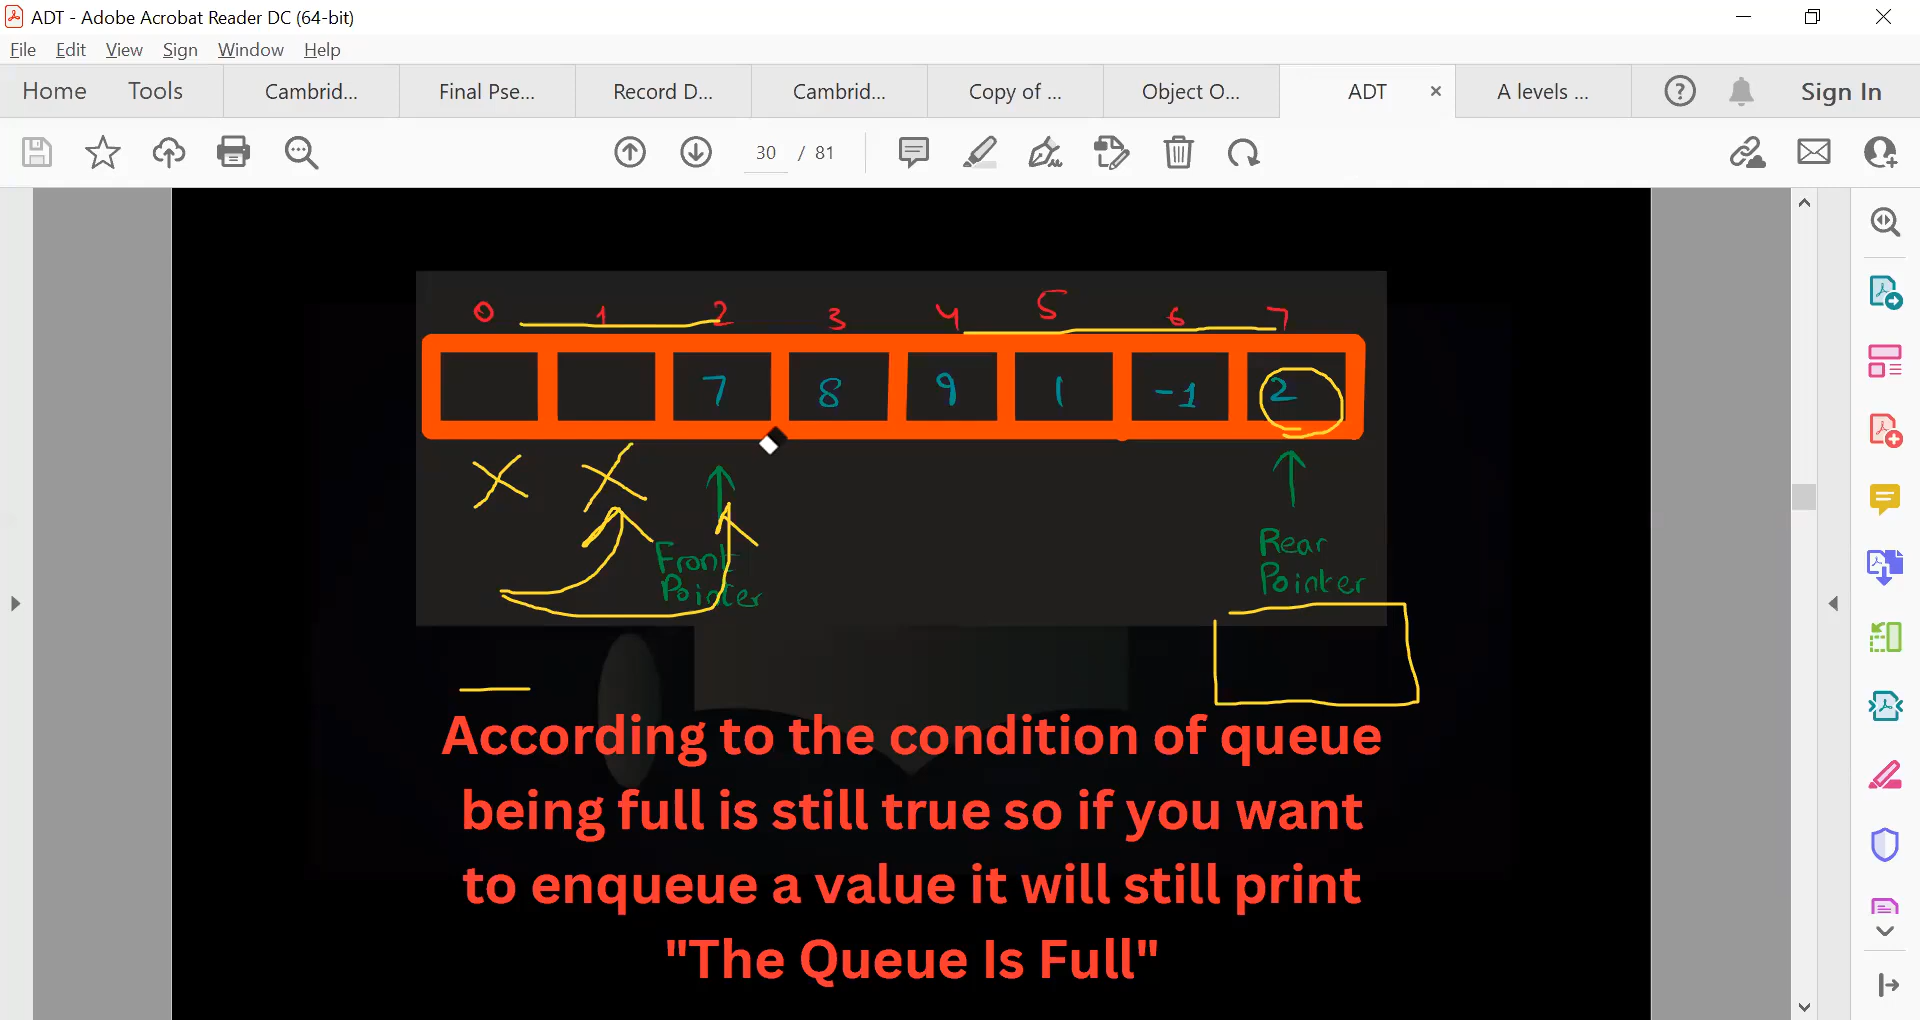 ADT - Adobe Acrobat Reader DC (64-bit)
File Edit View Sign Window Help
Home Tools Cambrid... Final Pse... Record D... Cambrid... Copy of ... Object O... ADT × A levels ... Sign In
30 / 81
0 1 2 3 4 5 6 7
7 8 9 1 -1 2
Front
Pointer
Rear
Pointer
According to the condition of queue
being full is still true so if you want
to enqueue a value it will still print
"The Queue Is Full"